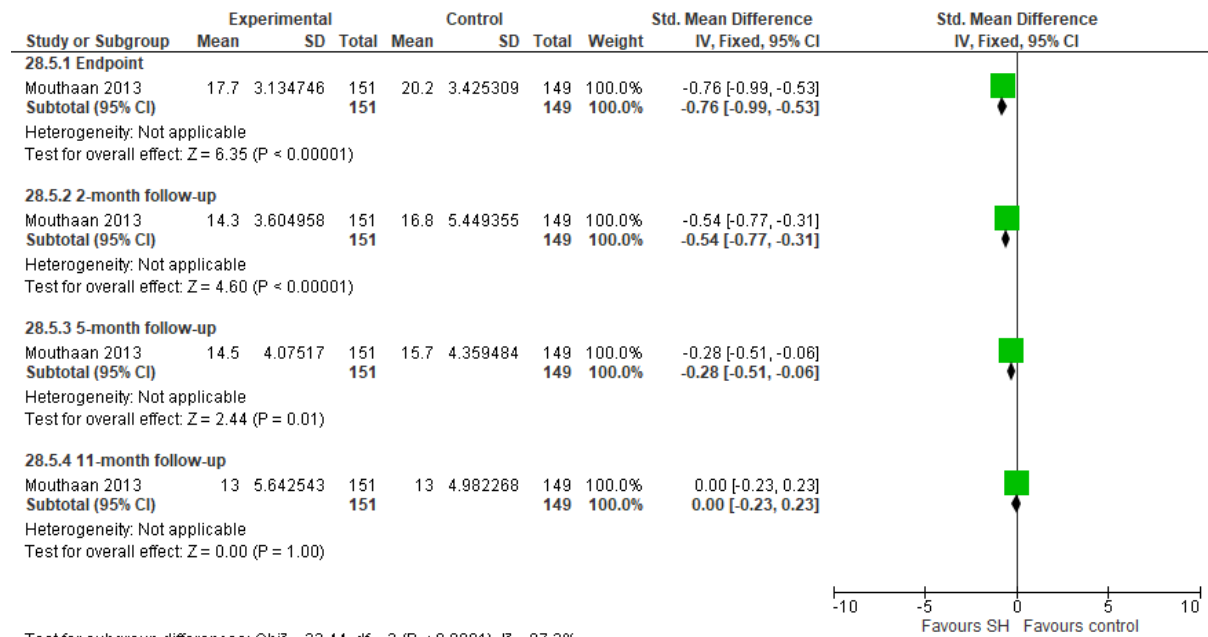 Experimental Control Std. Mean Difference Std. Mean Difference
Study or Subgroup Mean SD Total Mean SD Total Weight IV, Fixed, 95% CI IV, Fixed, 95% CI
28.5.1 Endpoint
Mouthaan 2013 17.7 3.134746 151 20.2 3.425309 149 100.0% -0.76 [-0.99, -0.53]
Subtotal (95% CI) 151 149 100.0% -0.76 [-0.99, -0.53]
Heterogeneity: Not applicable
Test for overall effect: Z = 6.35 (P < 0.00001)
28.5.2 2-month follow-up
Mouthaan 2013 14.3 3.604958 151 16.8 5.449355 149 100.0% -0.54 [-0.77, -0.31]
Subtotal (95% CI) 151 149 100.0% -0.54 [-0.77, -0.31]
Heterogeneity: Not applicable
Test for overall effect: Z = 4.60 (P < 0.00001)
28.5.3 5-month follow-up
Mouthaan 2013 14.5 4.07517 151 15.7 4.359484 149 100.0% -0.28 [-0.51, -0.06]
Subtotal (95% CI) 151 149 100.0% -0.28 [-0.51, -0.06]
Heterogeneity: Not applicable
Test for overall effect: Z = 2.44 (P = 0.01)
28.5.4 11-month follow-up
Mouthaan 2013 13 5.642543 151 13 4.982268 149 100.0% 0.00 [-0.23, 0.23]
Subtotal (95% CI) 151 149 100.0% 0.00 [-0.23, 0.23]
Heterogeneity: Not applicable
Test for overall effect: Z = 0.00 (P = 1.00)
-10 -5 0 5 10
Favours SH Favours control
Test for subgroup differences: